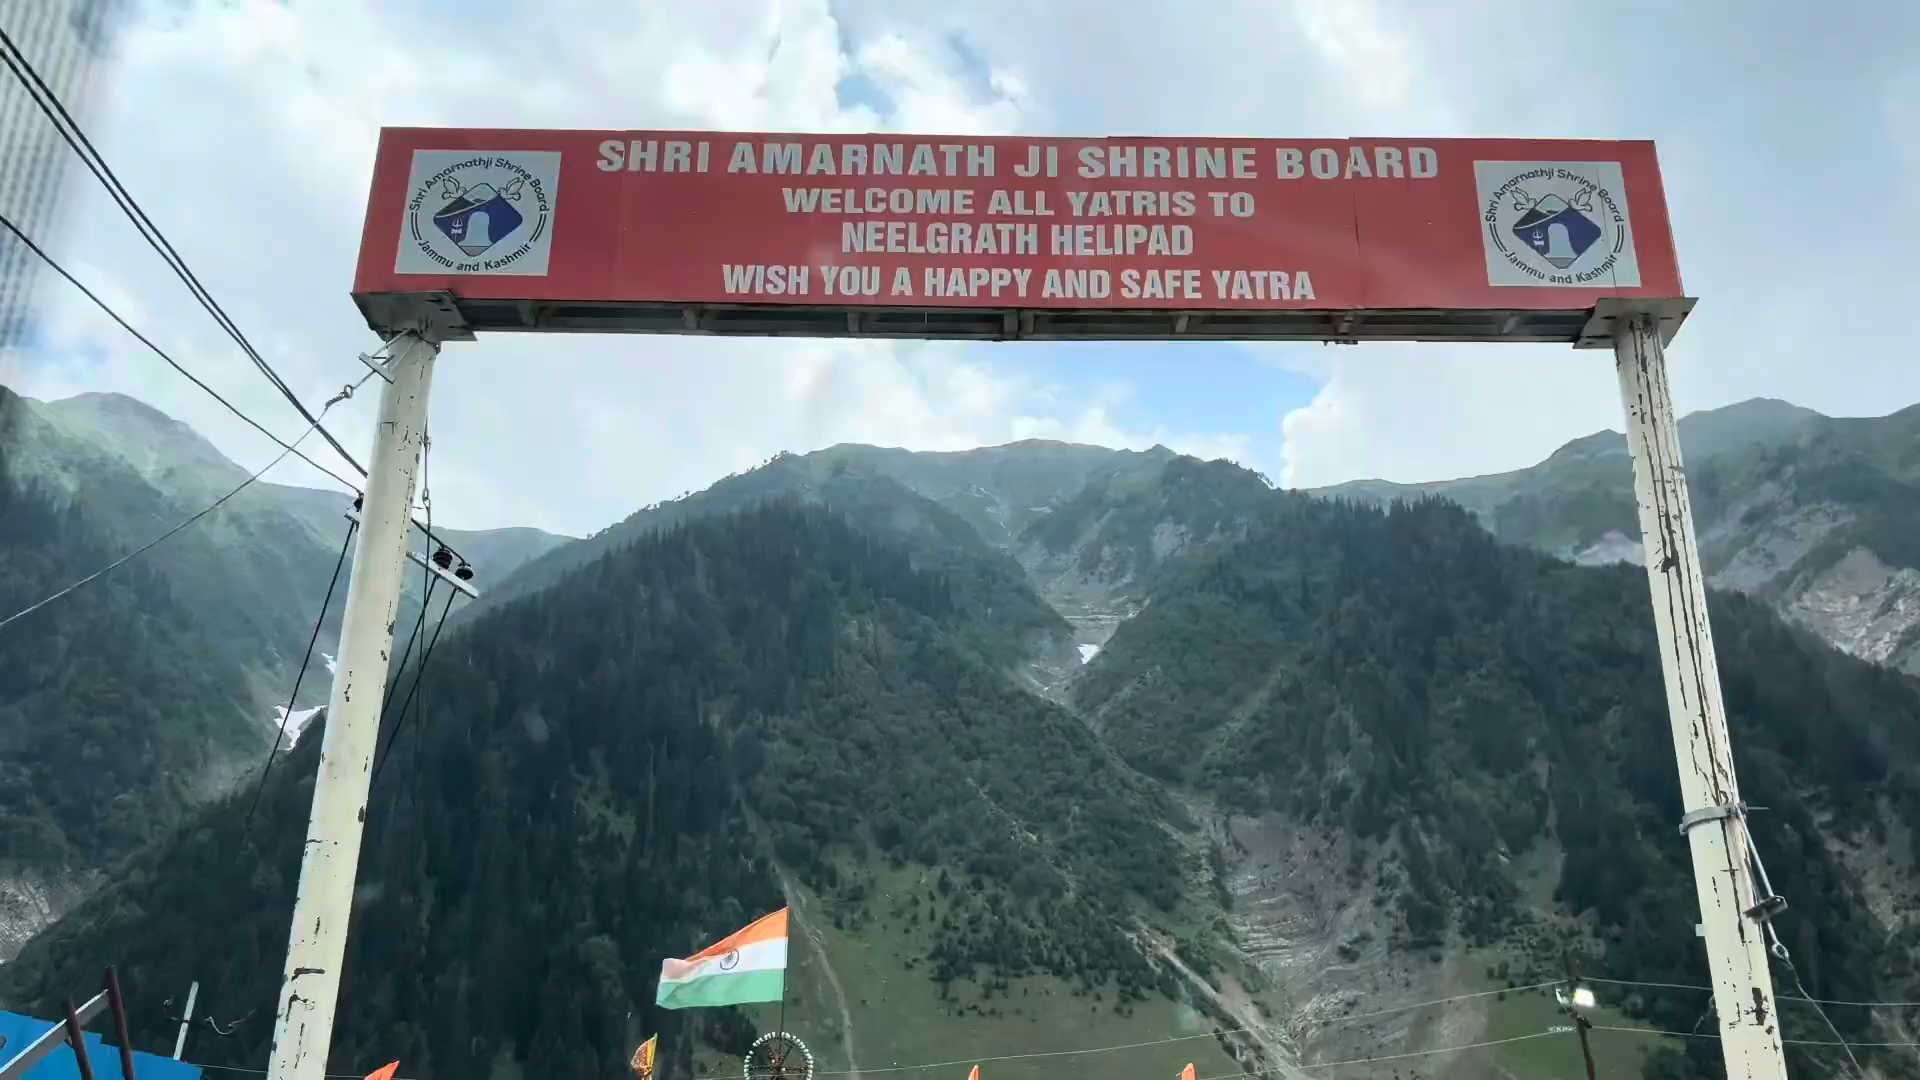 SHRI AMARNATH JI SHRINE BOARD
WELCOME ALL YATRIS TO
NEELGRATH HELIPAD
WISH YOU A HAPPY AND SAFE YATRA
Shri Amarnathji Shrine Board
Jammu and Kashmir
Shri Amarnathji Shrine Board
Jammu and Kashmir